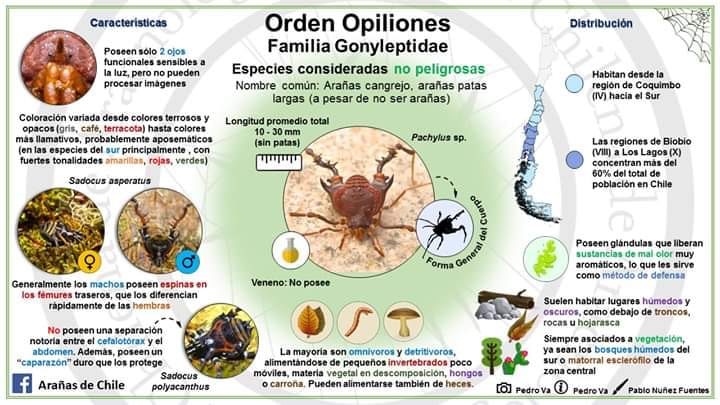 Orden Opiliones
Familia Gonyleptidae
Especies consideradas no peligrosas
Nombre común: Arañas cangrejo, arañas patas
largas (a pesar de no ser arañas)
Características
Poseen sólo 2 ojos
funcionales sensibles a
la luz, pero no pueden
procesar imágenes
Coloración variada desde colores terrosos y
opacos (gris, café, terracota) hasta colores
más llamativos, probablemente aposemáticos
(en las especies del sur principalmente , con
fuertes tonalidades amarillas, rojas, verdes)
Sadocus asperatus
Generalmente los machos poseen espinas en
los fémures traseros, que los diferencian
rápidamente de las hembras
No poseen una separación
notoria entre el cefalotórax y el
abdomen. Además, poseen un
“caparazón” duro que los protege
Sadocus
polyacanthus
Arañas de Chile
Longitud promedio total
10 - 30 mm
(sin patas)
Pachylus sp.
Forma General del Cuerpo
Veneno: No posee
La mayoría son omnívoros y detritívoros,
alimentándose de pequeños invertebrados poco
móviles, materia vegetal en descomposición, hongos
o carroña. Pueden alimentarse también de heces.
Distribución
Habitan desde la
región de Coquimbo
(IV) hacia el Sur
Las regiones de Biobío
(VIII) a Los Lagos (X)
concentran más del
60% del total de
población en Chile
Poseen glándulas que liberan
sustancias de mal olor muy
aromáticos, lo que les sirve
como método de defensa
Suelen habitar lugares húmedos y
oscuros, como debajo de troncos,
rocas u hojarasca
Siempre asociados a vegetación,
ya sean los bosques húmedos del
sur o matorral esclerófilo de la
zona central
Pedro Va
Pedro Va
Pablo Nuñez Fuentes